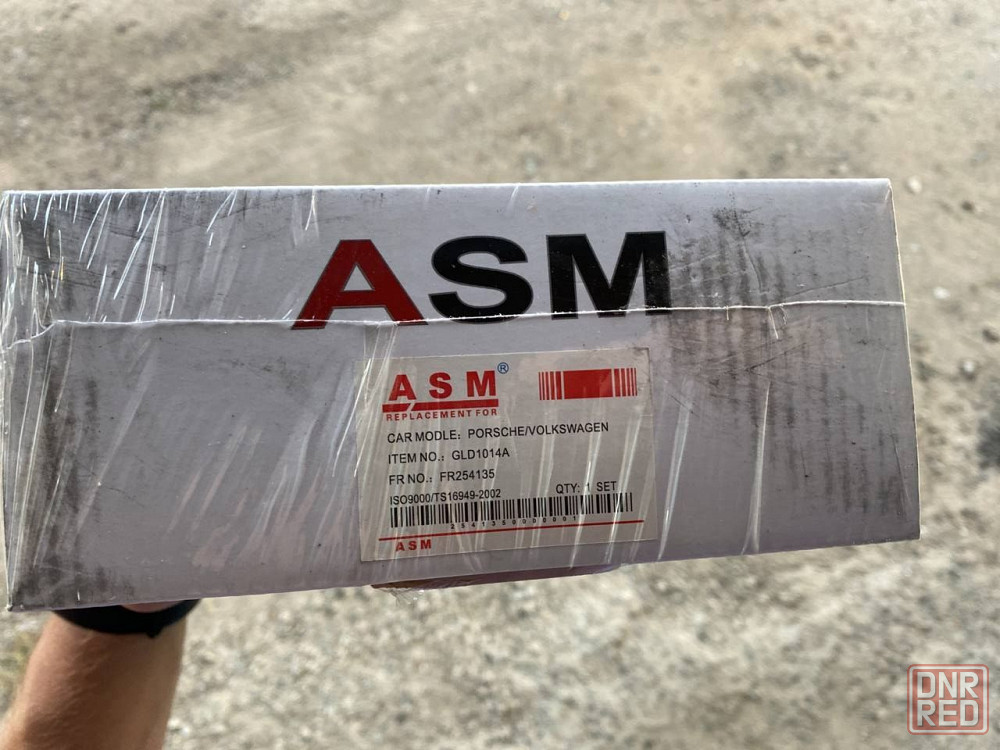 ASM
ASM®
REPLACEMENT FOR
CAR MODLE: PORSCHE/VOLKSWAGEN
ITEM NO.: GLD1014A
FR NO.: FR254135
ISO9000/TS16949-2002 QTY: 1 SET
2541350000001
ASM
DNR
RED